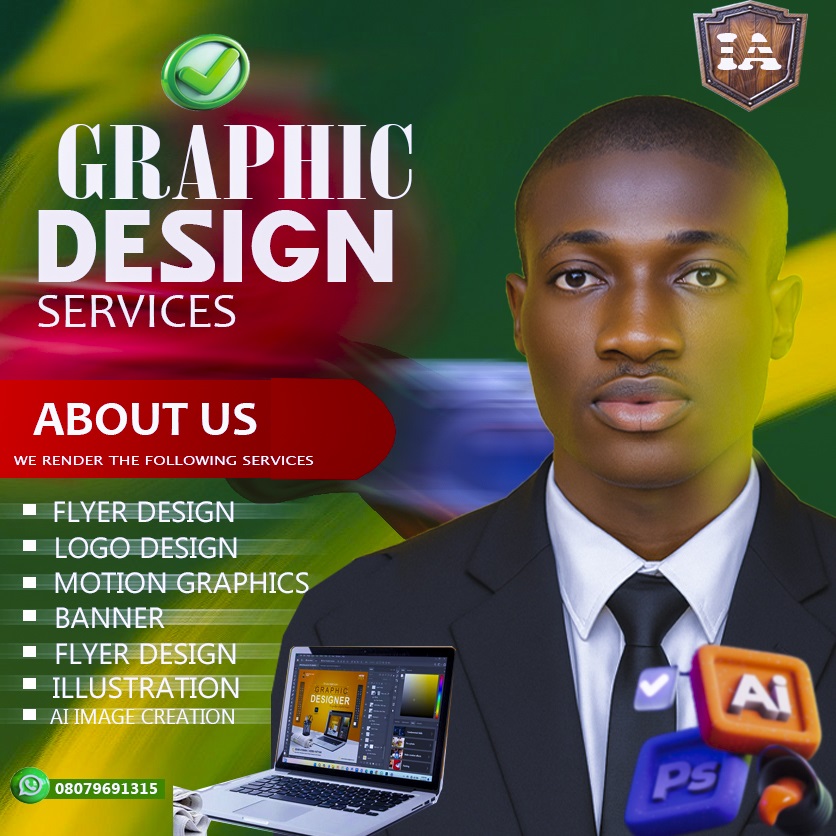 IA
GRAPHIC
DESIGN
SERVICES
ABOUT US
WE RENDER THE FOLLOWING SERVICES
FLYER DESIGN
LOGO DESIGN
MOTION GRAPHICS
BANNER
FLYER DESIGN
ILLUSTRATION
AI IMAGE CREATION
GRAPHIC
DESIGNER
Ai
Ps
08079691315